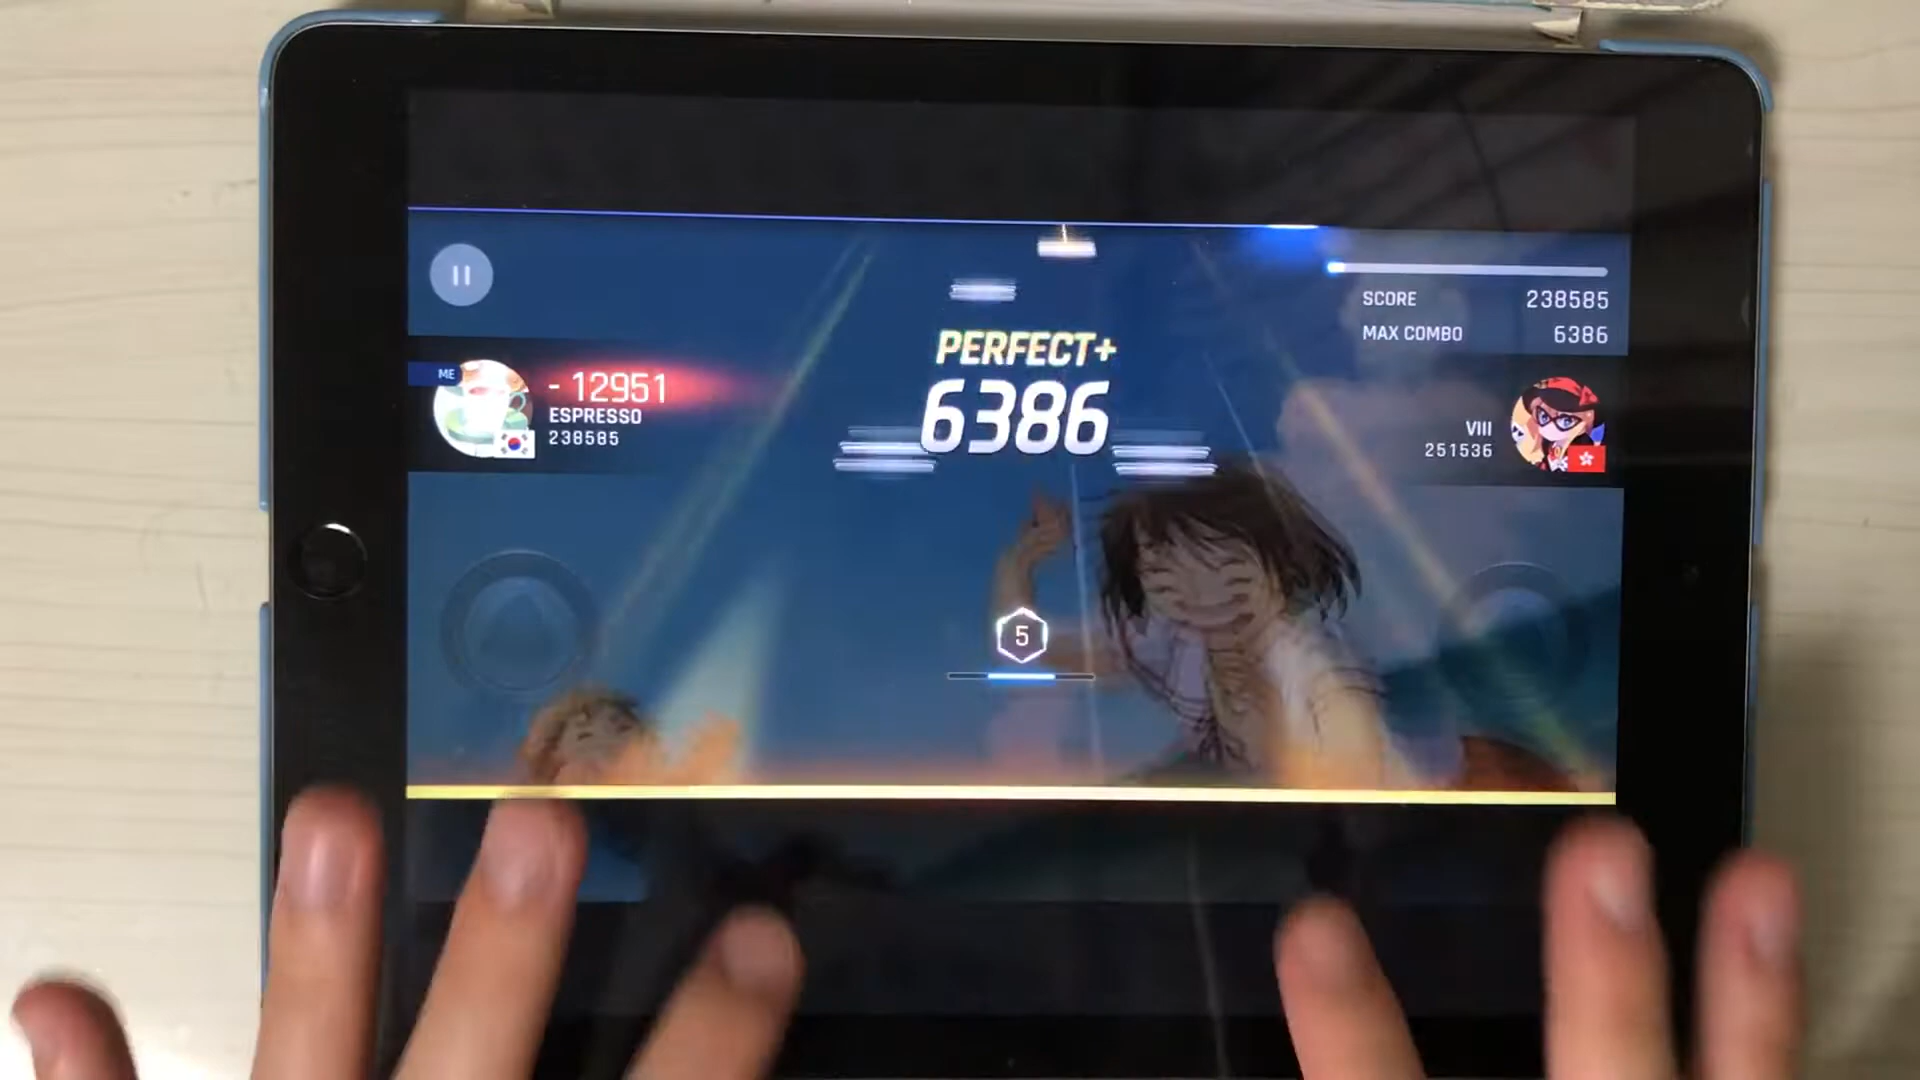 SCORE 238585
MAX COMBO 6386
PERFECT+
6386
ME
- 12951
ESPRESSO
238585
VIII
251536
5